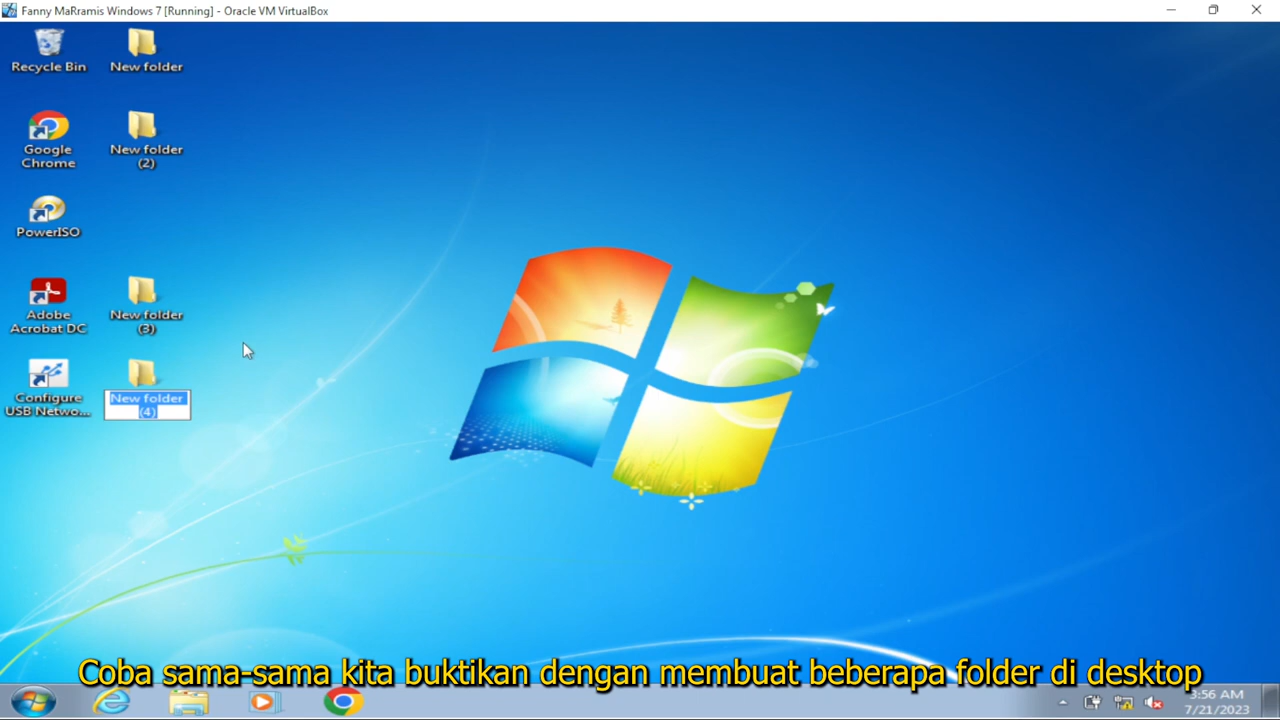 Fanny MaRramis Windows 7 [Running] - Oracle VM VirtualBox
Recycle Bin
New folder
Google
Chrome
New folder
(2)
PowerISO
Adobe
Acrobat DC
New folder
(3)
Configure
USB Netwo...
New folder
(4)
Coba sama-sama kita buktikan dengan membuat beberapa folder di desktop
3:56 AM
7/21/2023